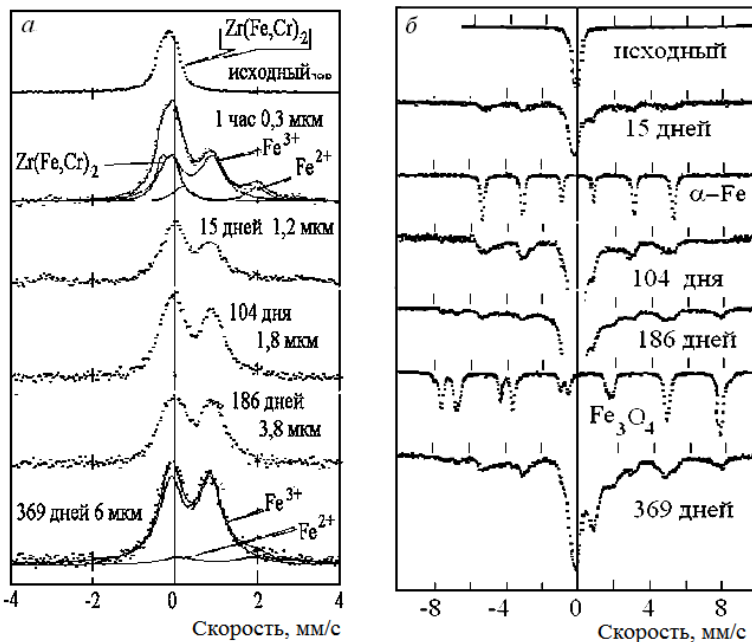 а
Zr(Fe,Cr)2
исходный
1 час 0,3 мкм
Fe3+
Zr(Fe,Cr)2
Fe2+
15 дней 1,2 мкм
104 дня
1,8 мкм
186 дней
3,8 мкм
369 дней 6 мкм
Fe3+
Fe2+
-4 -2 0 2 4
Скорость, мм/с
б
исходный
15 дней
α-Fe
104 дня
186 дней
Fe3O4
369 дней
-8 -4 0 4 8
Скорость, мм/с